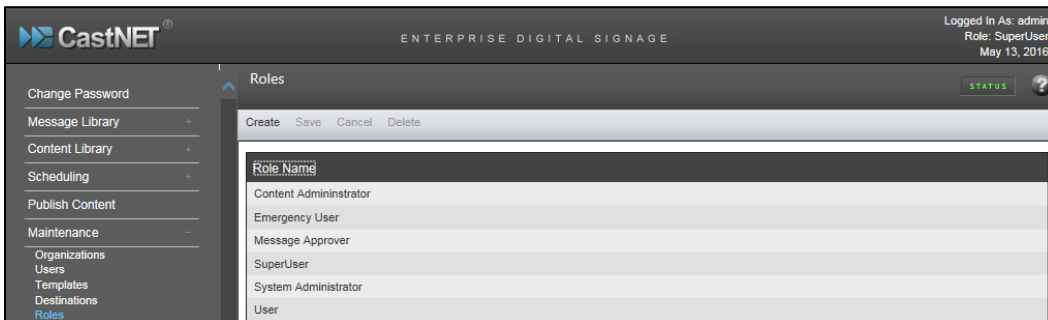 CastNET®
ENTERPRISE DIGITAL SIGNAGE
Logged In As: admin
Role: SuperUser
May 13, 2016
Change Password
Message Library +
Content Library +
Scheduling +
Publish Content
Maintenance -
Organizations
Users
Templates
Destinations
Roles
Roles
STATUS ?
Create Save Cancel Delete
Role Name
Content Admininstrator
Emergency User
Message Approver
SuperUser
System Administrator
User